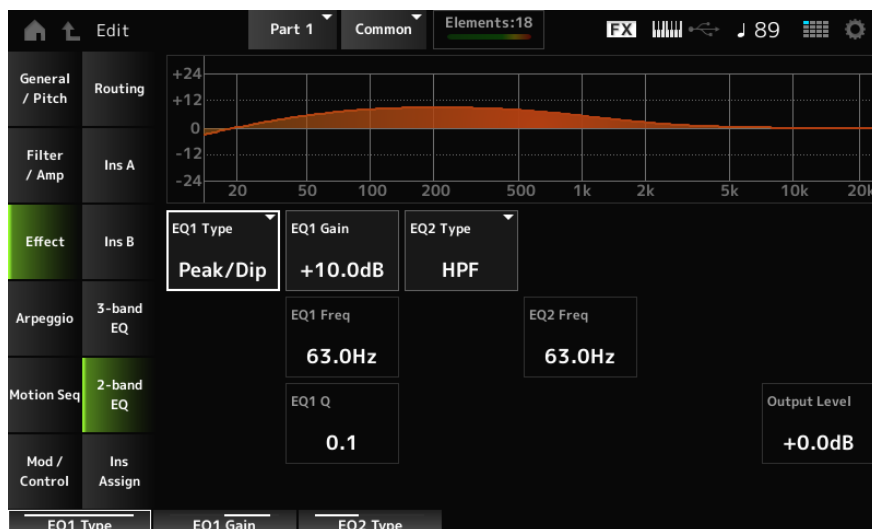 Edit
Part 1
Common
Elements:18
FX
89
General
/ Pitch
Routing
Filter
/ Amp
Ins A
Effect
Ins B
Arpeggio
3-band
EQ
Motion Seq
2-band
EQ
Mod /
Control
Ins
Assign
+24
+12
0
-12
-24
20
50
100
200
500
1k
2k
5k
10k
20k
EQ1 Type
Peak/Dip
EQ1 Gain
+10.0dB
EQ2 Type
HPF
EQ1 Freq
63.0Hz
EQ2 Freq
63.0Hz
EQ1 Q
0.1
Output Level
+0.0dB
EQ1 Type
EQ1 Gain
EQ2 Type